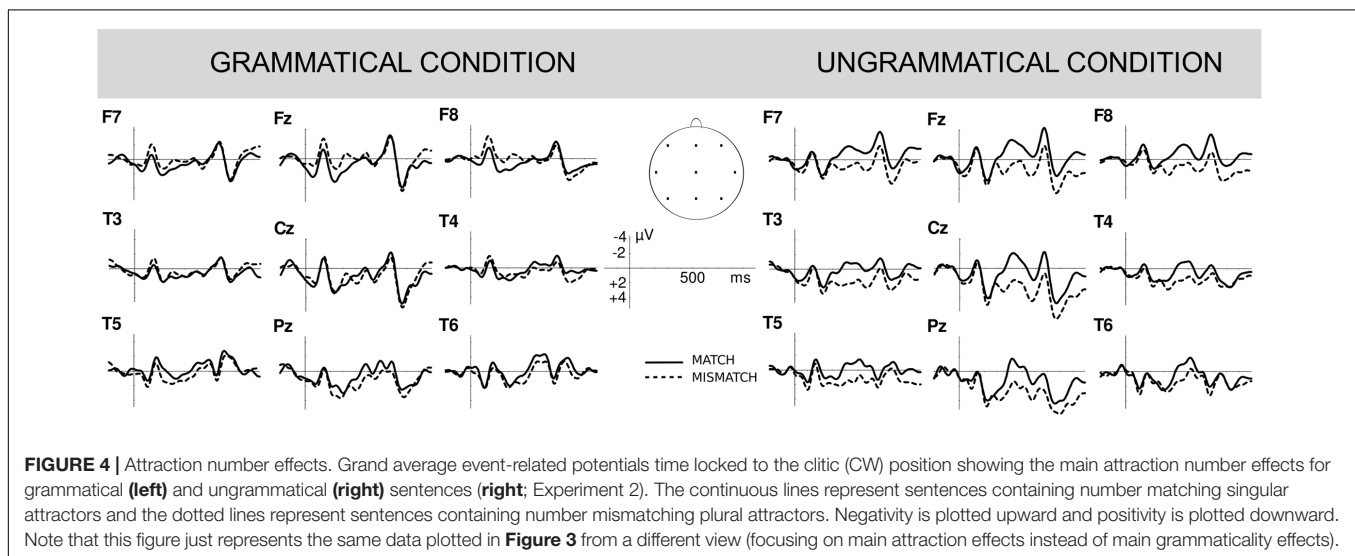 GRAMMATICAL CONDITION UNGRAMMATICAL CONDITION
F7 Fz F8 F7 Fz F8
T3 Cz T4 T3 Cz T4
-4 µV
-2
500 ms
+2
+4
T5 Pz T6 T5 Pz T6
MATCH
MISMATCH
FIGURE 4 | Attraction number effects. Grand average event-related potentials time locked to the clitic (CW) position showing the main attraction number effects for
grammatical (left) and ungrammatical (right) sentences (right; Experiment 2). The continuous lines represent sentences containing number matching singular
attractors and the dotted lines represent sentences containing number mismatching plural attractors. Negativity is plotted upward and positivity is plotted downward.
Note that this figure just represents the same data plotted in Figure 3 from a different view (focusing on main attraction effects instead of main grammaticality effects).